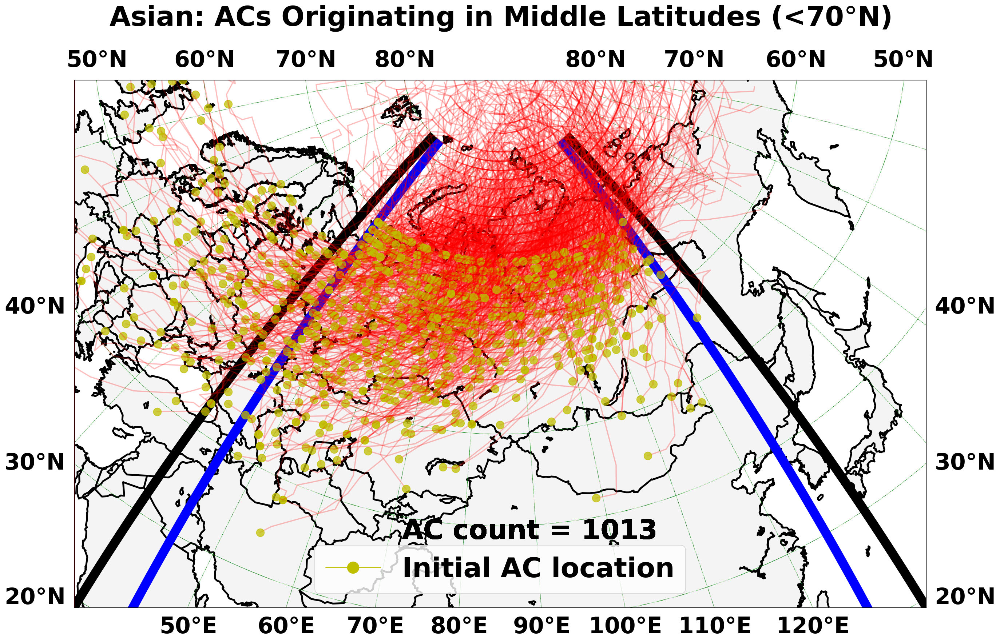 Asian: ACs Originating in Middle Latitudes (<70°N)
50°N 60°N 70°N 80°N 80°N 70°N 60°N 50°N
40°N 40°N
30°N 30°N
AC count = 1013
Initial AC location
20°N 20°N
50°E 60°E 70°E 80°E 90°E 100°E 110°E 120°E